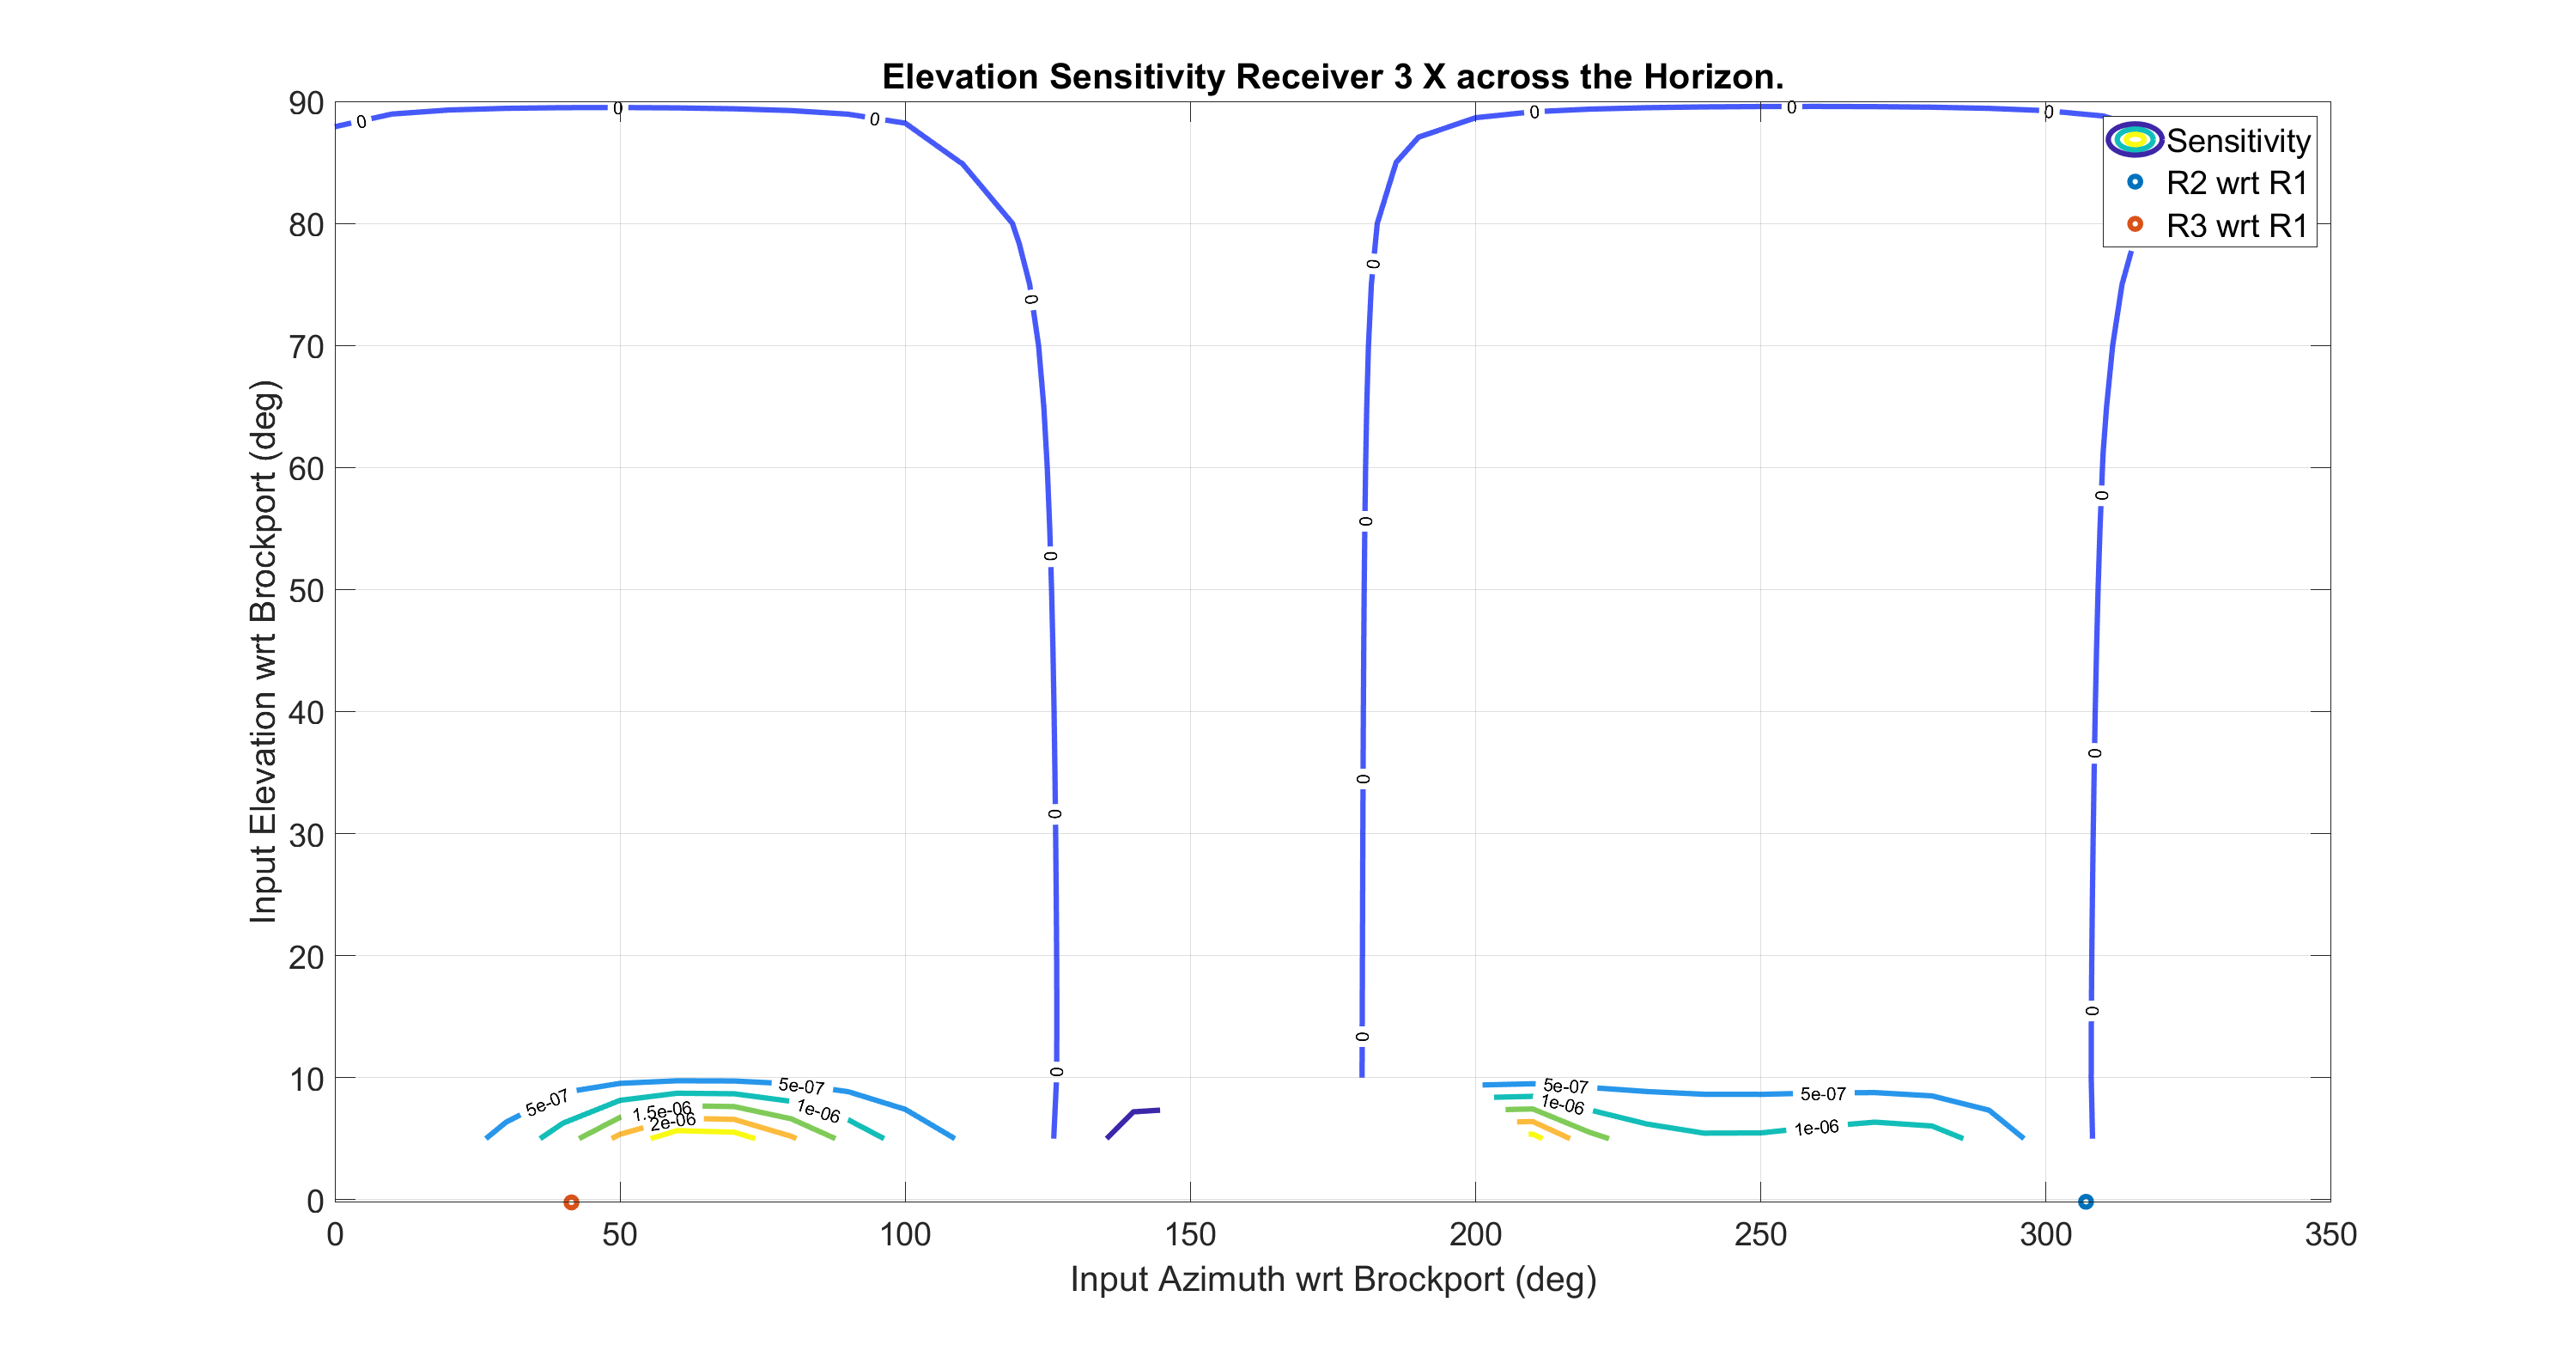 Elevation Sensitivity Receiver 3 X across the Horizon.
90
80
70
60
50
40
30
20
10
0
Input Elevation wrt Brockport (deg)
0 0 0 0 0 0
Sensitivity
R2 wrt R1
R3 wrt R1
0
0
0
0
0
0
0
0
0
0
0
0
5e-07 5e-07 5e-07 5e-07
1.5e-06 1e-06 1e-06
2e-06 1e-06
0 50 100 150 200 250 300 350
Input Azimuth wrt Brockport (deg)